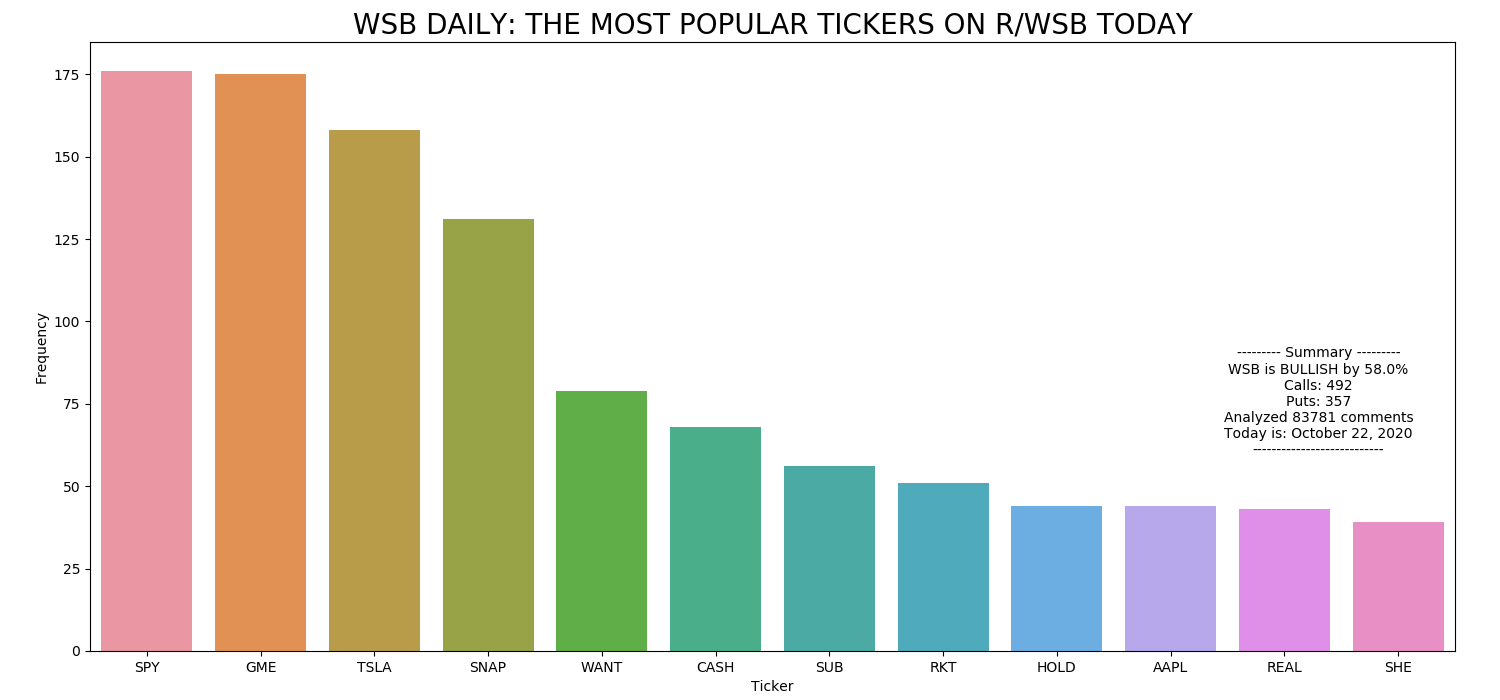 WSB DAILY: THE MOST POPULAR TICKERS ON R/WSB TODAY
175
150
125
100
75
50
25
0
Frequency
--------- Summary ---------
WSB is BULLISH by 58.0%
Calls: 492
Puts: 357
Analyzed 83781 comments
Today is: October 22, 2020
---------------------------
SPY GME TSLA SNAP WANT CASH SUB RKT HOLD AAPL REAL SHE
Ticker